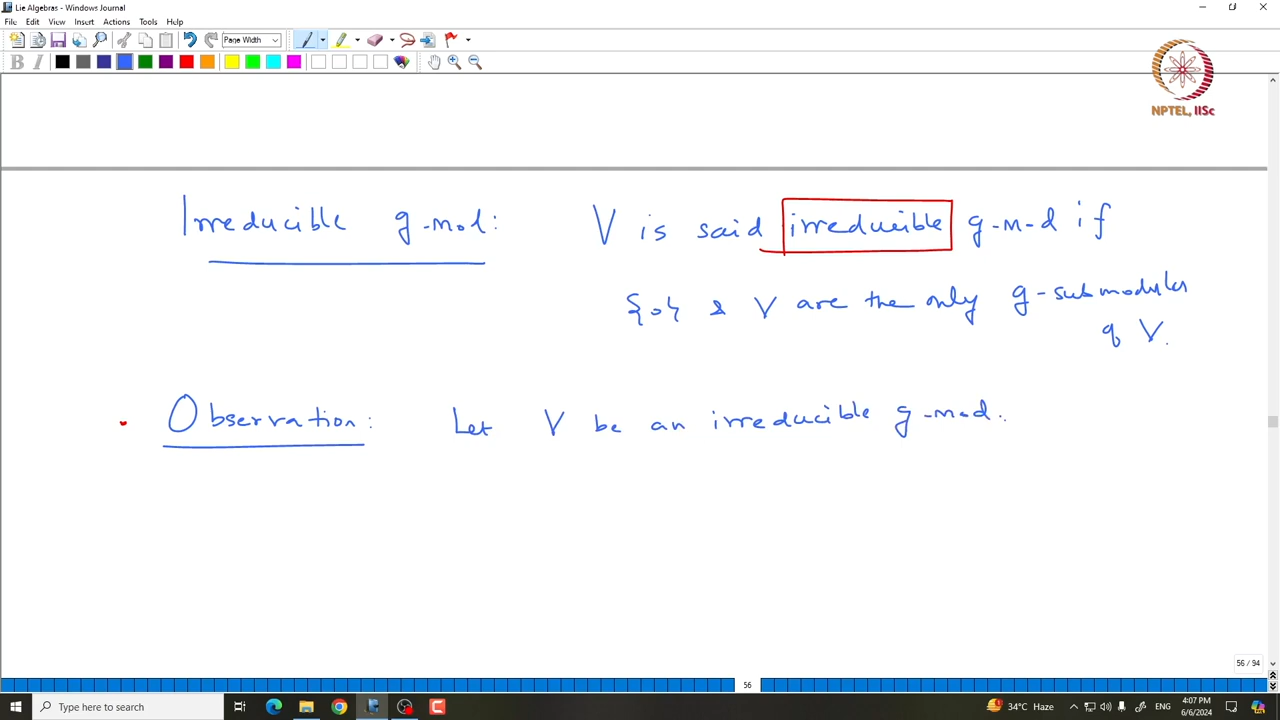 Lie Algebras - Windows Journal
File Edit View Insert Actions Tools Help
Page Width
B I
NPTEL, IISc
Irreducible g-mod: V is said irreducible g-mod if
{0} & V are the only g-submodules
of V.
• Observation: Let V be an irreducible g-mod.
56 / 94
56
Type here to search
34°C Haze
4:07 PM
6/6/2024